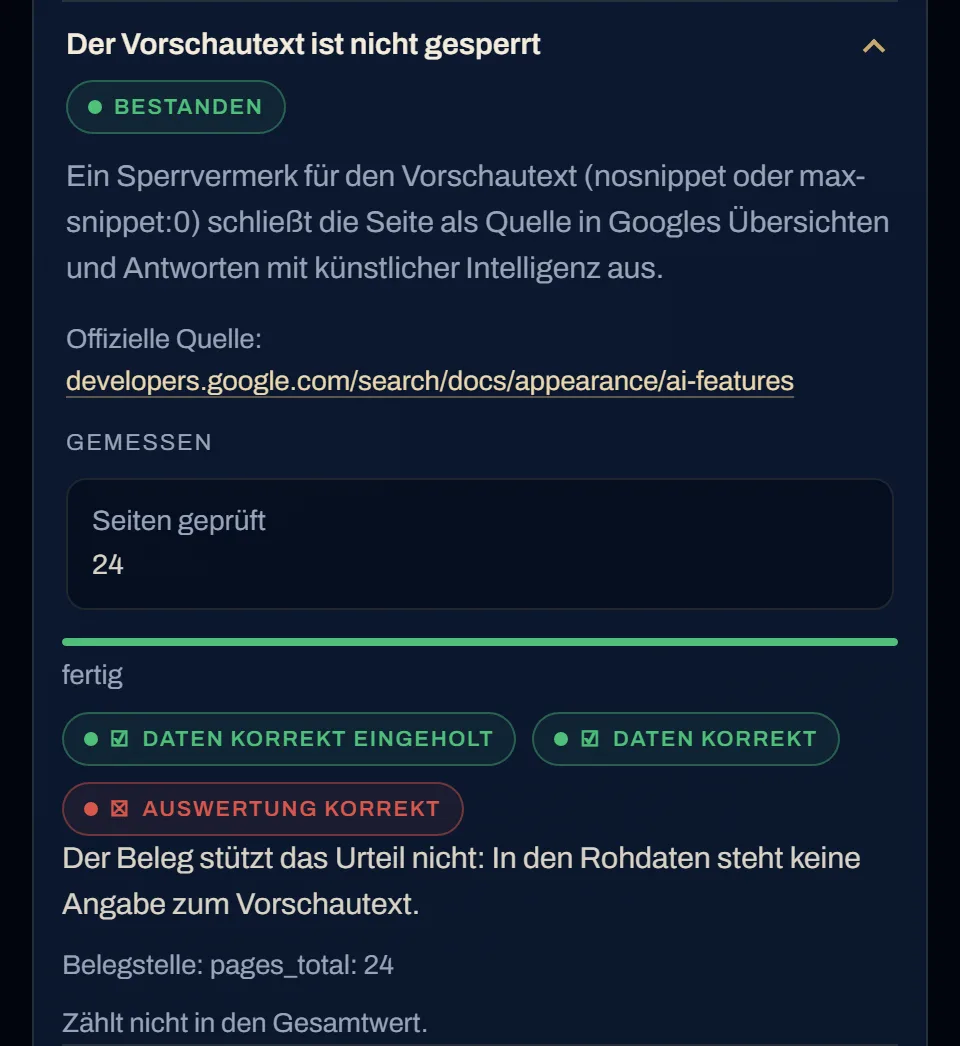 Der Vorschautext ist nicht gesperrt
BESTANDEN
Ein Sperrvermerk für den Vorschautext (nosnippet oder max-
snippet:0) schließt die Seite als Quelle in Googles Übersichten
und Antworten mit künstlicher Intelligenz aus.
Offizielle Quelle:
developers.google.com/search/docs/appearance/ai-features
GEMESSEN
Seiten geprüft
24
fertig
☑ DATEN KORREKT EINGEHOLT
☑ DATEN KORREKT
☒ AUSWERTUNG KORREKT
Der Beleg stützt das Urteil nicht: In den Rohdaten steht keine
Angabe zum Vorschautext.
Belegstelle: pages_total: 24
Zählt nicht in den Gesamtwert.